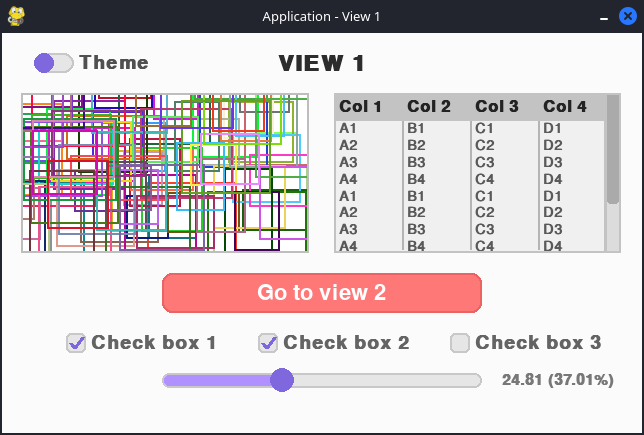 Application - View 1
Theme
VIEW 1
Col 1 Col 2 Col 3 Col 4
A1 B1 C1 D1
A2 B2 C2 D2
A3 B3 C3 D3
A4 B4 C4 D4
A1 B1 C1 D1
A2 B2 C2 D2
A3 B3 C3 D3
A4 B4 C4 D4
Go to view 2
Check box 1 Check box 2 Check box 3
24.81 (37.01%)